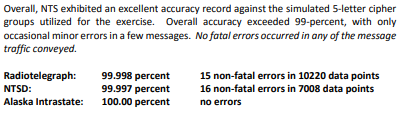 Overall, NTS exhibited an excellent accuracy record against the simulated 5-letter cipher
groups utilized for the exercise. Overall accuracy exceeded 99-percent, with only
occasional minor errors in a few messages. No fatal errors occurred in any of the message
traffic conveyed.
Radiotelegraph: 99.998 percent 15 non-fatal errors in 10220 data points
NTSD: 99.997 percent 16 non-fatal errors in 7008 data points
Alaska Intrastate: 100.00 percent no errors